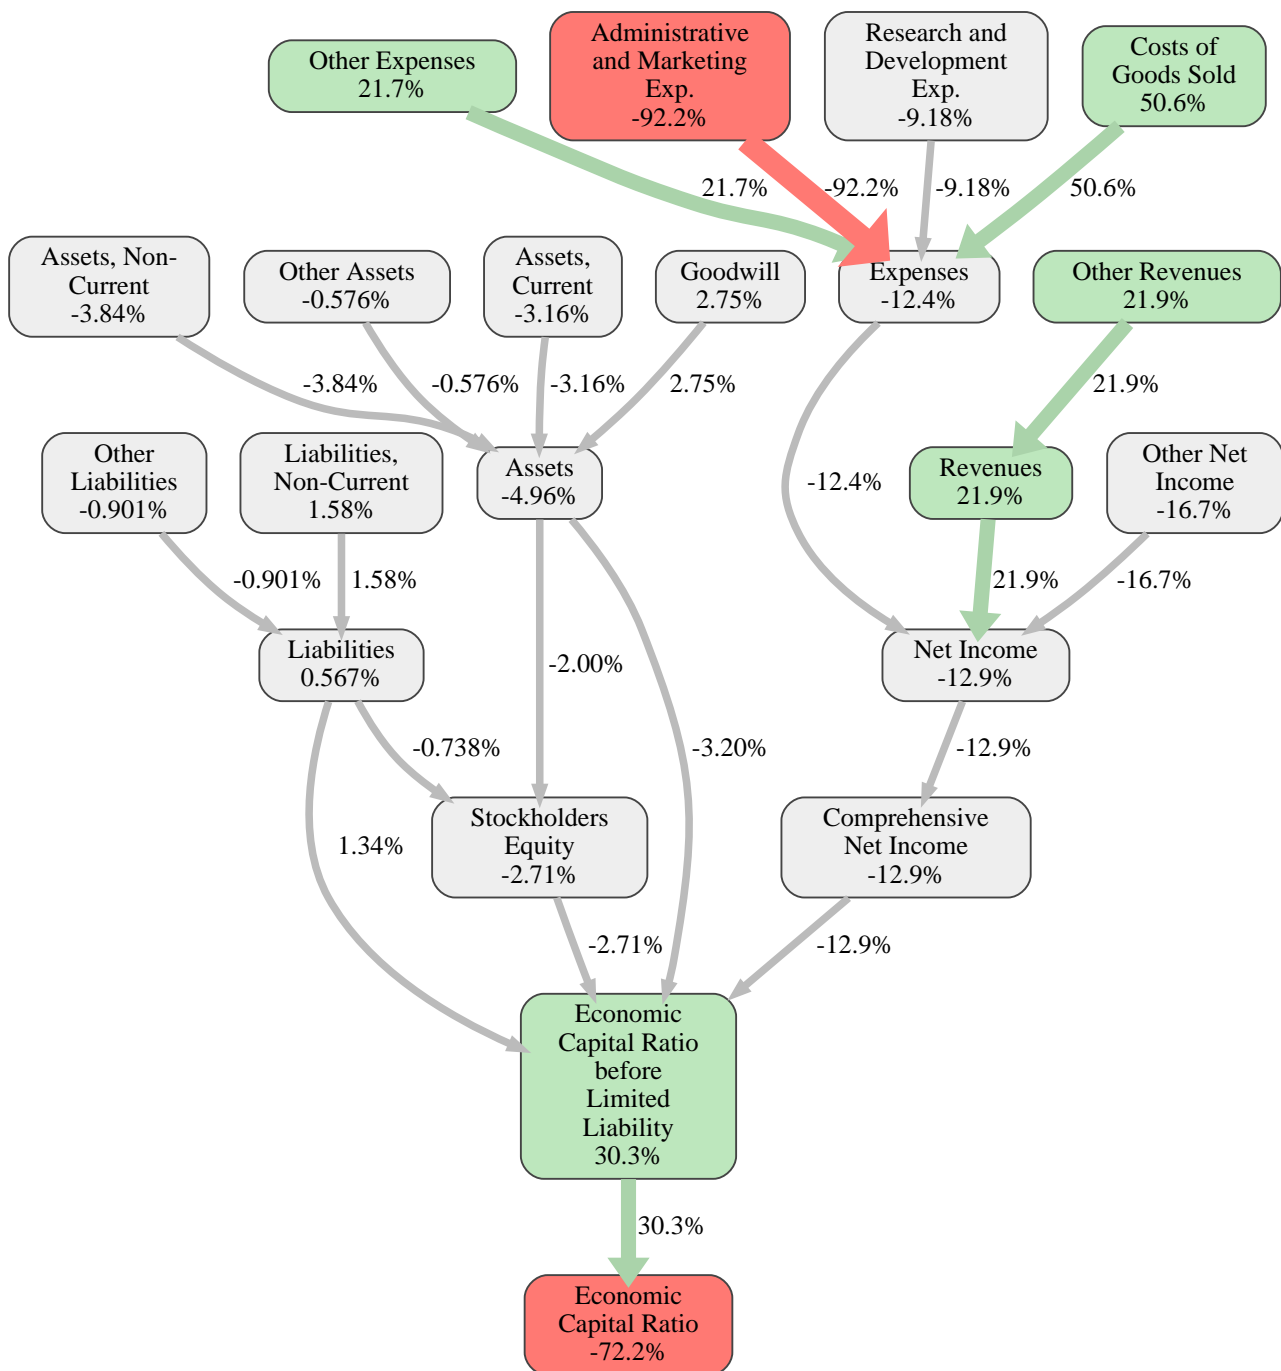 Other Expenses
21.7%
Administrative
and Marketing
Exp.
-92.2%
Research and
Development
Exp.
-9.18%
Costs of
Goods Sold
50.6%
21.7%
-92.2%
-9.18%
50.6%
Assets, Non-
Current
-3.84%
Other Assets
-0.576%
Assets,
Current
-3.16%
Goodwill
2.75%
Expenses
-12.4%
Other Revenues
21.9%
-3.84%
-0.576%
-3.16%
2.75%
21.9%
Other
Liabilities
-0.901%
Liabilities,
Non-Current
1.58%
Assets
-4.96%
-12.4%
Revenues
21.9%
Other Net
Income
-16.7%
-0.901%
1.58%
21.9%
-16.7%
Liabilities
0.567%
-2.00%
Net Income
-12.9%
-0.738%
-3.20%
-12.9%
1.34%
Stockholders
Equity
-2.71%
Comprehensive
Net Income
-12.9%
-2.71%
-12.9%
Economic
Capital Ratio
before
Limited
Liability
30.3%
30.3%
Economic
Capital Ratio
-72.2%